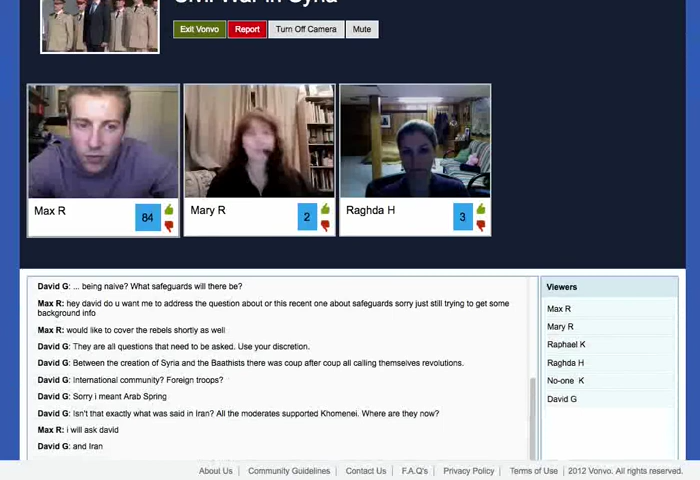 Civil War in Syria
Exit Vonvo Report Turn Off Camera Mute
Max R 84
Mary R 2
Raghda H 3
David G: ... being naive? What safeguards will there be?
Max R: hey david do u want me to address the question about or this recent one about safeguards sorry just still trying to get some
background info
Max R: would like to cover the rebels shortly as well
David G: They are all questions that need to be asked. Use your discretion.
David G: Between the creation of Syria and the Baathists there was coup after coup all calling themselves revolutions.
David G: International community? Foreign troops?
David G: Sorry i meant Arab Spring
David G: Isn't that exactly what was said in Iran? All the moderates supported Khomenei. Where are they now?
Max R: i will ask david
David G: and Iran
Viewers
Max R
Mary R
Raphael K
Raghda H
No-one K
David G
About Us | Community Guidelines | Contact Us | F.A.Q's | Privacy Policy | Terms of Use | 2012 Vonvo. All rights reserved.